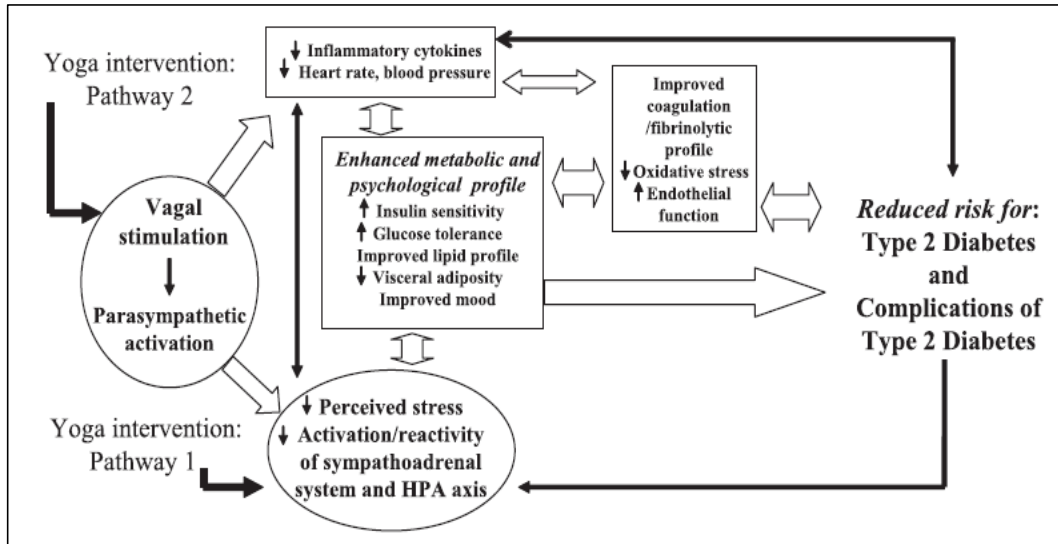 Yoga intervention:
Pathway 2
↓ Inflammatory cytokines
↓ Heart rate, blood pressure
Improved
coagulation
/fibrinolytic
profile
↓ Oxidative stress
↑ Endothelial
function
Enhanced metabolic and
psychological profile
↑ Insulin sensitivity
↑ Glucose tolerance
Improved lipid profile
↓ Visceral adiposity
Improved mood
Vagal
stimulation
Parasympathetic
activation
Reduced risk for:
Type 2 Diabetes
and
Complications of
Type 2 Diabetes
Yoga intervention:
Pathway 1
↓ Perceived stress
↓ Activation/reactivity
of sympathoadrenal
system and HPA axis